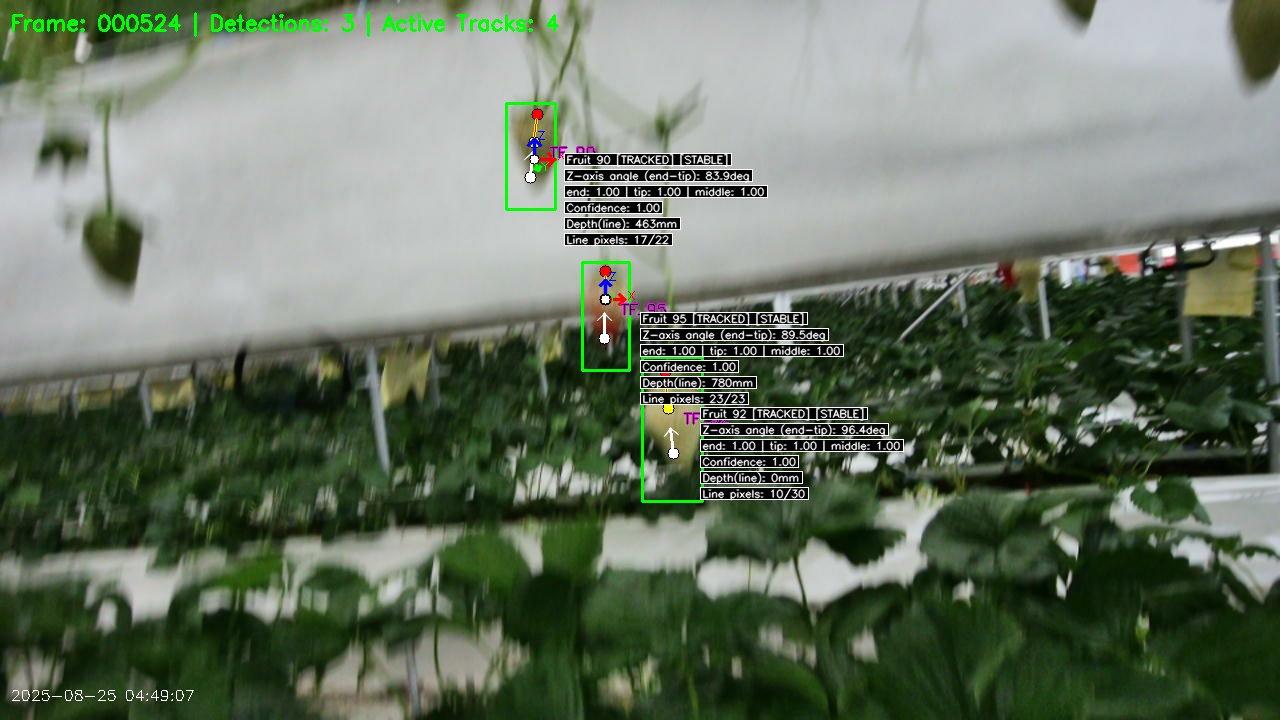 Frame: 000524 | Detections: 3 | Active Tracks: 4
Z
Fruit 90 [TRACKED] [STABLE]
Z-axis angle (end-tip): 83.9deg
end: 1.00 | tip: 1.00 | middle: 1.00
Confidence: 1.00
Depth(line): 463mm
Line pixels: 17/22
Z
X
TF_95
Fruit 95 [TRACKED] [STABLE]
Z-axis angle (end-tip): 89.5deg
end: 1.00 | tip: 1.00 | middle: 1.00
Confidence: 1.00
Depth(line): 780mm
Line pixels: 23/23
TF
Fruit 92 [TRACKED] [STABLE]
Z-axis angle (end-tip): 96.4deg
end: 1.00 | tip: 1.00 | middle: 1.00
Confidence: 1.00
Depth(line): 0mm
Line pixels: 10/30
2025-08-25 04:49:07